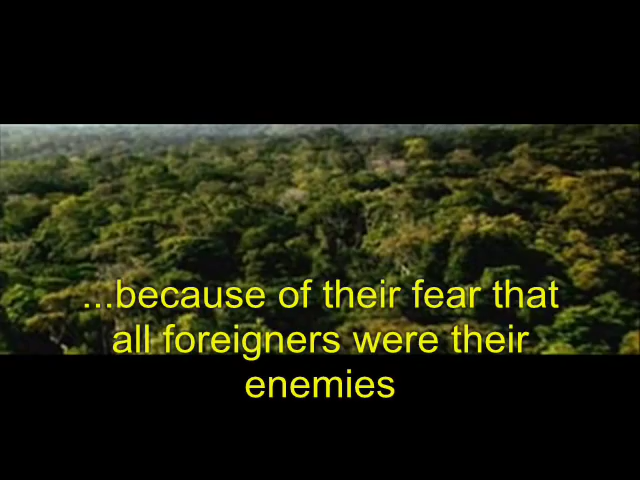 ...because of their fear that
all foreigners were their
enemies